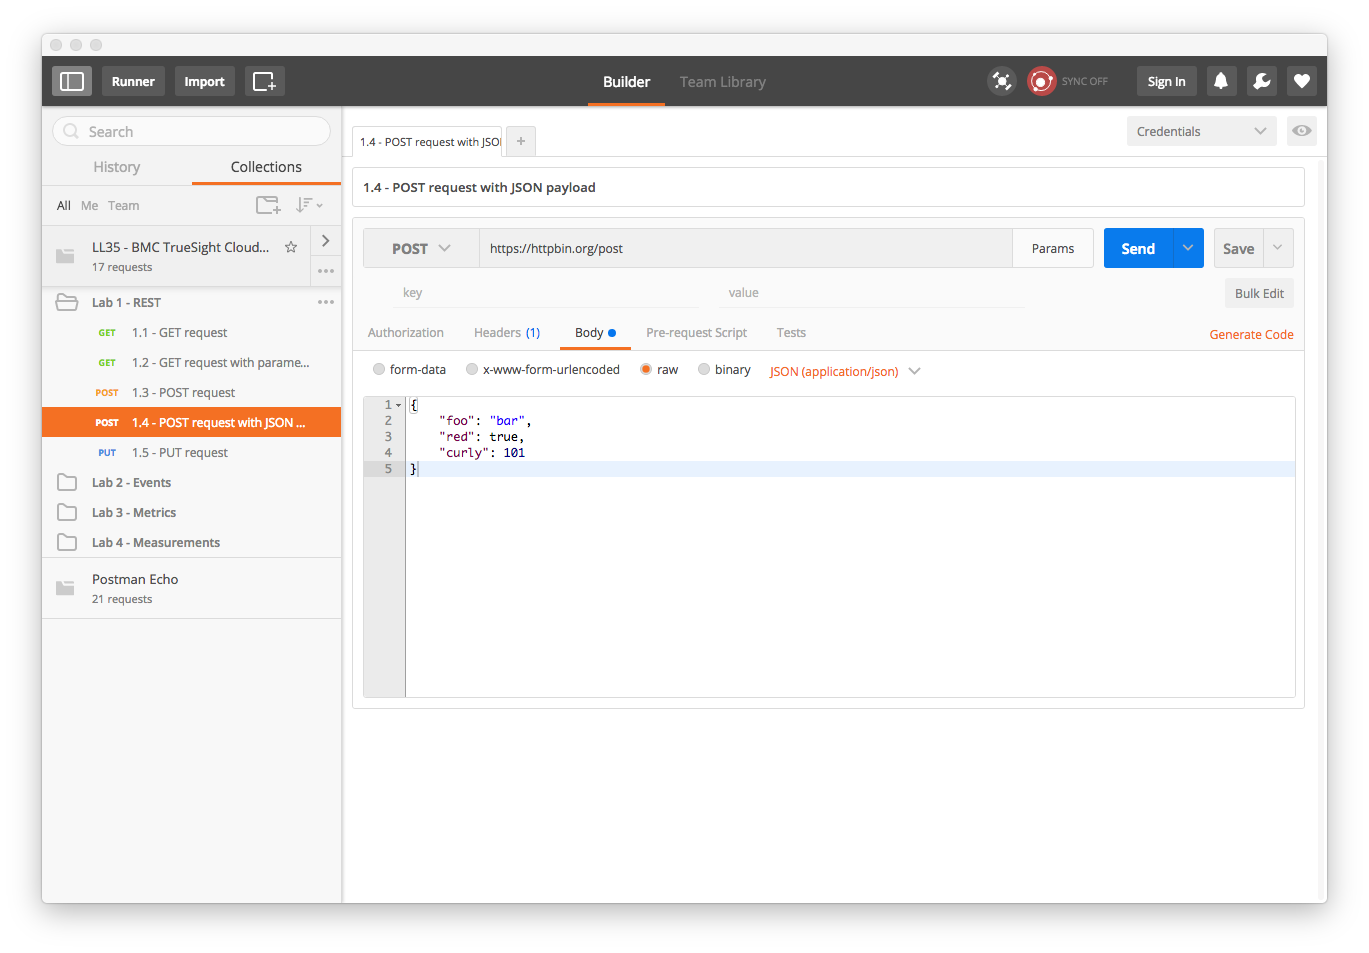 Runner
Import
Builder
Team Library
SYNC OFF
Sign In
Search
History
Collections
All Me Team
LL35 - BMC TrueSight Cloud...
17 requests
Lab 1 - REST
GET 1.1 - GET request
GET 1.2 - GET request with parame...
POST 1.3 - POST request
POST 1.4 - POST request with JSON ...
PUT 1.5 - PUT request
Lab 2 - Events
Lab 3 - Metrics
Lab 4 - Measurements
Postman Echo
21 requests
1.4 - POST request with JSO
+
Credentials
1.4 - POST request with JSON payload
POST
https://httpbin.org/post
Params
Send
Save
key
value
Bulk Edit
Authorization
Headers (1)
Body
Pre-request Script
Tests
Generate Code
form-data
x-www-form-urlencoded
raw
binary
JSON (application/json)
1 {
2 "foo": "bar",
3 "red": true,
4 "curly": 101
5 }